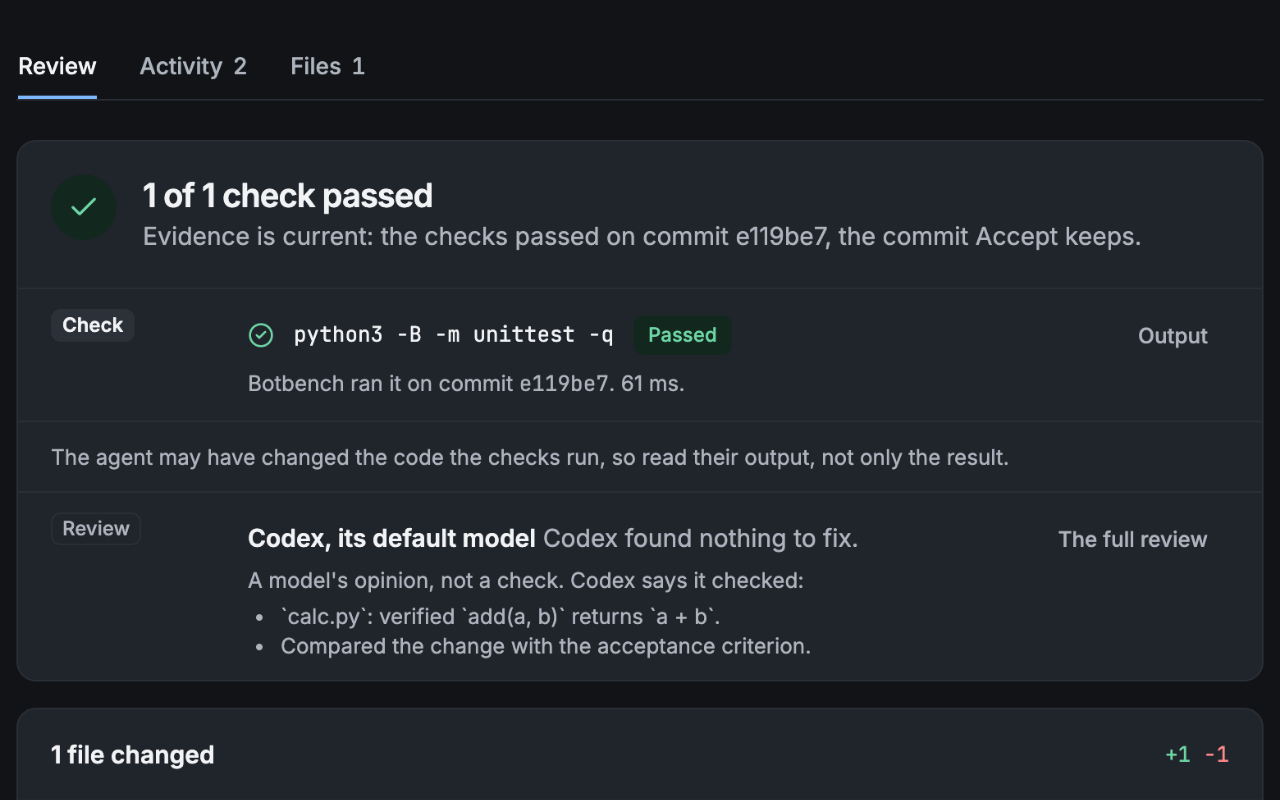 Review Activity 2 Files 1
1 of 1 check passed
Evidence is current: the checks passed on commit e119be7, the commit Accept keeps.
Check python3 -B -m unittest -q Passed Output
Botbench ran it on commit e119be7. 61 ms.
The agent may have changed the code the checks run, so read their output, not only the result.
Review Codex, its default model Codex found nothing to fix. The full review
A model's opinion, not a check. Codex says it checked:
• `calc.py`: verified `add(a, b)` returns `a + b`.
• Compared the change with the acceptance criterion.
1 file changed +1 -1